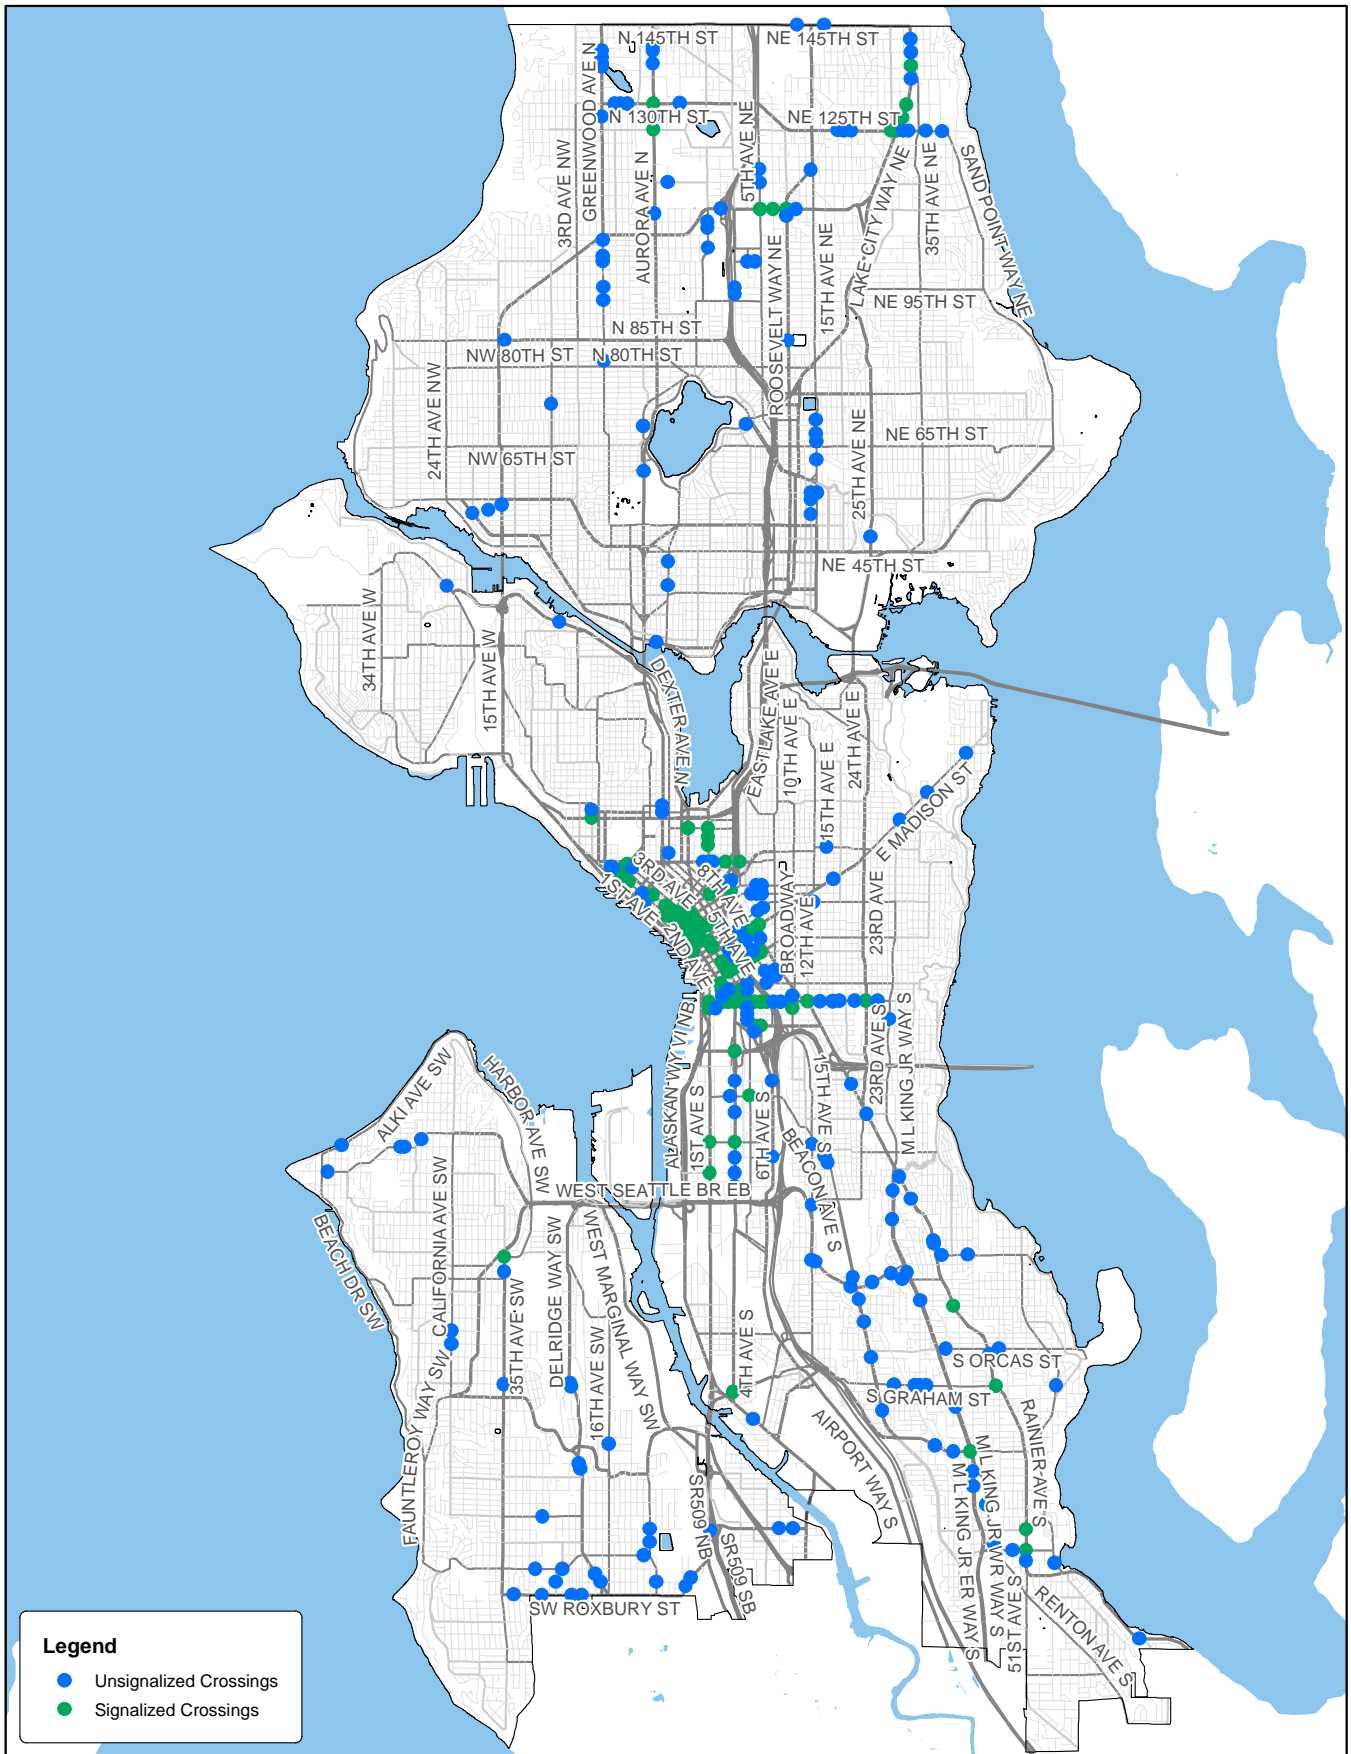 N 145TH ST
NE 145TH ST
GREENWOOD AVE N
3RD AVE NW
N 130TH ST
5TH AVE NE
NE 125TH ST
AURORA AVE N
LAKE CITY WAY NE
35TH AVE NE
SAND POINT WAY NE
ROOSEVELT WAY NE
15TH AVE NE
NE 95TH ST
N 85TH ST
NW 80TH ST
N 80TH ST
24TH AVE NW
NW 65TH ST
25TH AVE NE
NE 65TH ST
NE 45TH ST
34TH AVE W
15TH AVE W
DEXTER AVE N
EASTLAKE AVE E
10TH AVE E
15TH AVE E
24TH AVE E
E MADISON ST
3RD AVE
8TH AVE
1ST AVE
5TH AVE
2ND AVE
BROADWAY
12TH AVE
23RD AVE
ALASKAN WY VI NB
1ST AVE S
6TH AVE S
15TH AVE S
23RD AVE S
M L KING JR WAY S
BEACON AVE S
ALKI AVE SW
HARBOR AVE SW
WEST SEATTLE BR EB
BEACH DR SW
CALIFORNIA AVE SW
FAUNTLEROY WAY SW
35TH AVE SW
DELRIDGE WAY SW
16TH AVE SW
WEST MARGINAL WAY SW
4TH AVE S
S ORCAS ST
S GRAHAM ST
AIRPORT WAY S
RAINIER AVE S
M L KING JR WR WAY S
M L KING JR ER WAY S
SR509 NB
SR509 SB
SW ROXBURY ST
51ST AVE S
RENTON AVE S
Legend
Unsignalized Crossings
Signalized Crossings